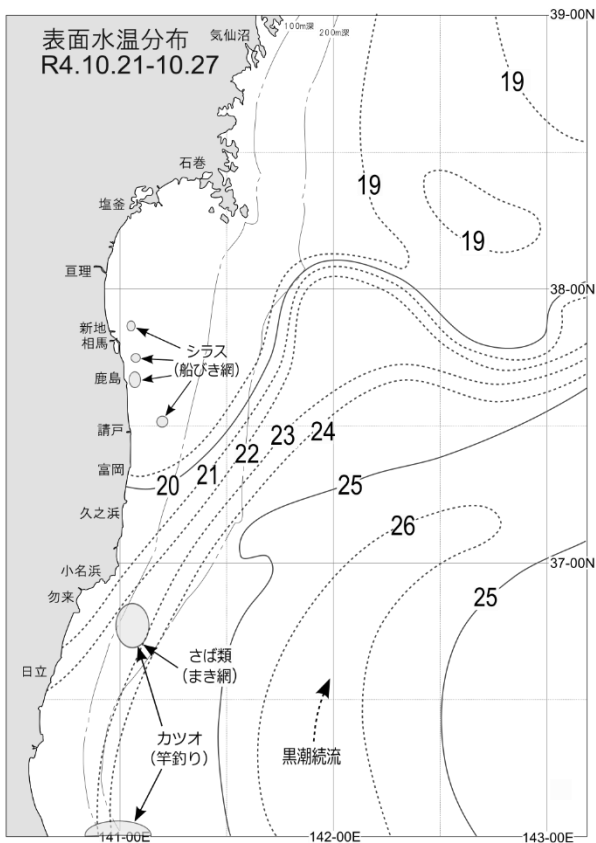 39-00N
表面水温分布
R4.10.21-10.27
気仙沼
100m深
200m深
19
石巻
19
塩釜
19
亘理
38-00N
新地
相馬
シラス
(船びき網)
鹿島
請戸
富岡
20
21
22
23
24
25
久之浜
26
小名浜
37-00N
勿来
25
さば類
(まき網)
日立
カツオ
(竿釣り)
黒潮続流
141-00E
142-00E
143-00E